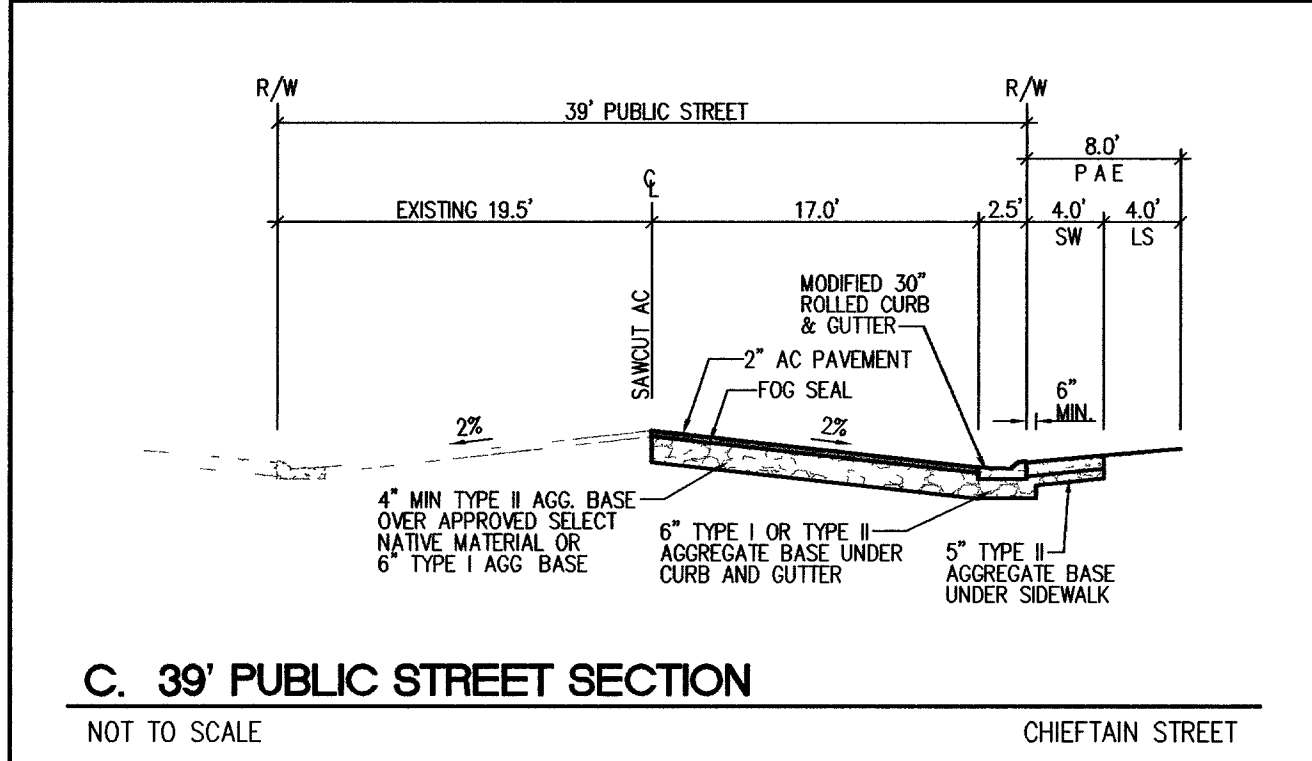 R/W
R/W
39' PUBLIC STREET
8.0'
P A E
℄
EXISTING 19.5'
17.0'
2.5'
4.0'
4.0'
SW
LS
SAWCUT AC
MODIFIED 30"
ROLLED CURB
& GUTTER
2" AC PAVEMENT
FOG SEAL
6"
MIN.
2%
2%
4" MIN TYPE II AGG. BASE
OVER APPROVED SELECT
NATIVE MATERIAL OR
6" TYPE I AGG BASE
6" TYPE I OR TYPE II
AGGREGATE BASE UNDER
CURB AND GUTTER
5" TYPE II
AGGREGATE BASE
UNDER SIDEWALK
C. 39' PUBLIC STREET SECTION
NOT TO SCALE
CHIEFTAIN STREET